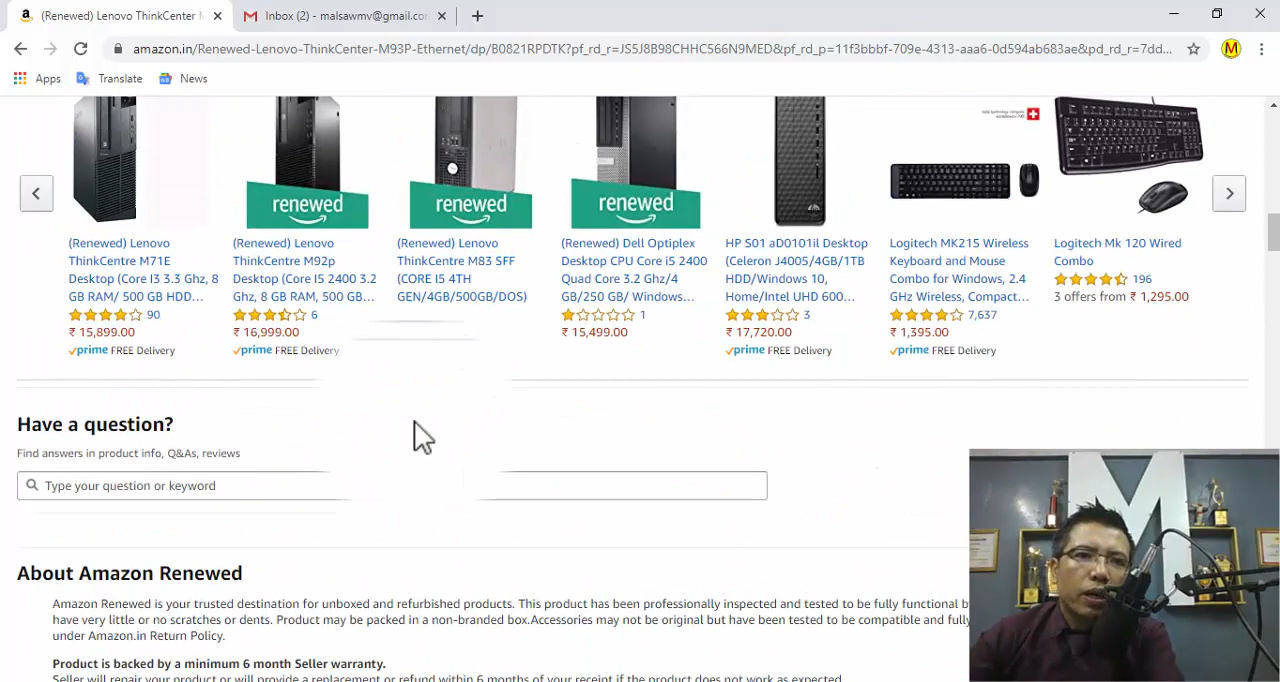 (Renewed) Lenovo ThinkCenter M
Inbox (2) - malsawmv@gmail.com
amazon.in/Renewed-Lenovo-ThinkCenter-M93P-Ethernet/dp/B0821RPDTK?pf_rd_r=JS5J8B98CHHC566N9MED&pf_rd_p=11f3bbbf-709e-4313-aaa6-0d594ab683ae&pd_rd_r=7dd...
M
Apps Translate News
renewed
renewed
renewed
(Renewed) Lenovo
ThinkCentre M71E
Desktop (Core I3 3.3 Ghz, 8
GB RAM/ 500 GB HDD...
90
₹ 15,899.00
prime FREE Delivery
(Renewed) Lenovo
ThinkCentre M92p
Desktop (Core I5 2400 3.2
Ghz, 8 GB RAM, 500 GB...
6
₹ 16,999.00
prime FREE Delivery
(Renewed) Lenovo
ThinkCentre M83 SFF
(CORE I5 4TH
GEN/4GB/500GB/DOS)
(Renewed) Dell Optiplex
Desktop CPU Core i5 2400
Quad Core 3.2 Ghz/4
GB/250 GB/ Windows...
1
₹ 15,499.00
HP S01 aD0101il Desktop
(Celeron J4005/4GB/1TB
HDD/Windows 10,
Home/Intel UHD 600...
3
₹ 17,720.00
prime FREE Delivery
Logitech MK215 Wireless
Keyboard and Mouse
Combo for Windows, 2.4
GHz Wireless, Compact...
7,637
₹ 1,395.00
prime FREE Delivery
Logitech Mk 120 Wired
Combo
196
3 offers from ₹ 1,295.00
Have a question?
Find answers in product info, Q&As, reviews
Type your question or keyword
About Amazon Renewed
Amazon Renewed is your trusted destination for unboxed and refurbished products. This product has been professionally inspected and tested to be fully functional b
have very little or no scratches or dents. Product may be packed in a non-branded box.Accessories may not be original but have been tested to be compatible and fully
under Amazon.in Return Policy.
Product is backed by a minimum 6 month Seller warranty.
Seller will repair your product or will provide a replacement or refund within 6 months of your receipt if the product does not work as expected.
M